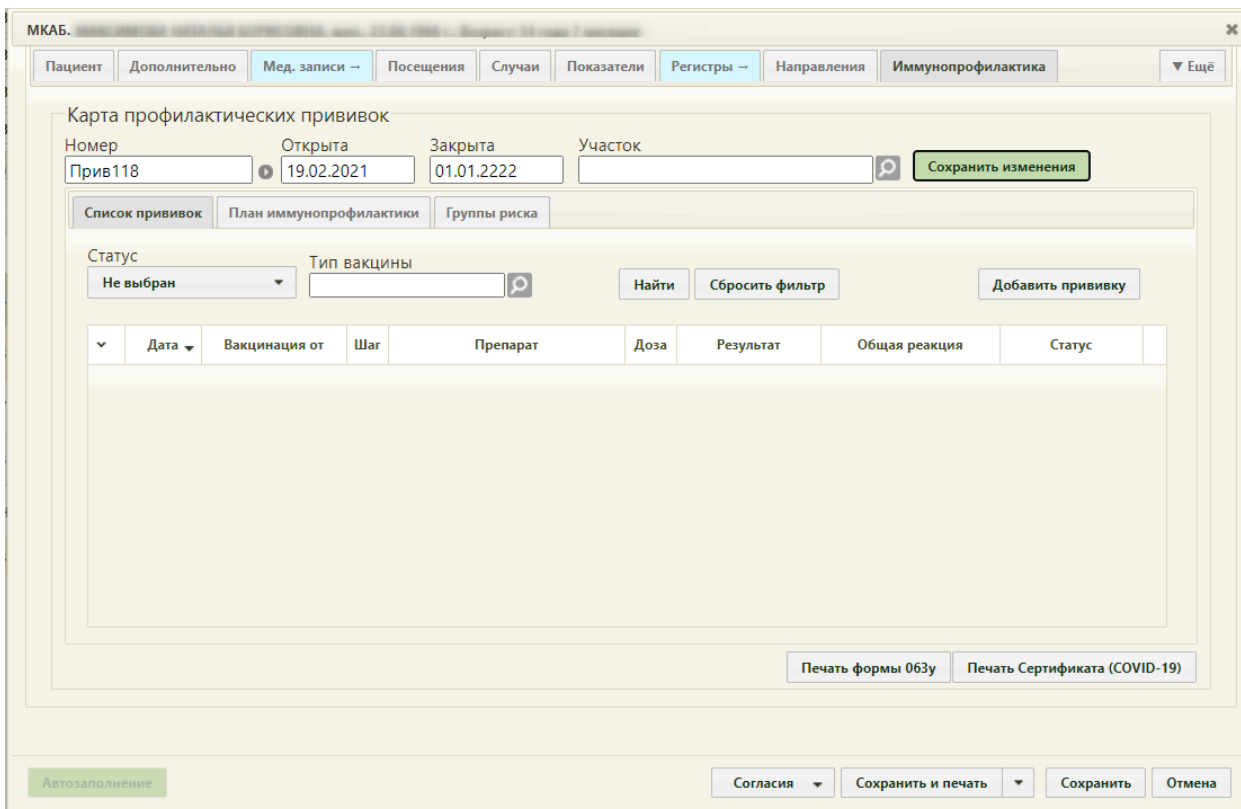 МКАБ.
Пациент Дополнительно Мед. записи → Посещения Случаи Показатели Регистры → Направления Иммунопрофилактика ▼ Ещё
Карта профилактических прививок
Номер Открыта Закрыта Участок
Прив118 19.02.2021 01.01.2222 Сохранить изменения
Список прививок План иммунопрофилактики Группы риска
Статус Тип вакцины
Не выбран Найти Сбросить фильтр Добавить прививку
Дата Вакцинация от Шаг Препарат Доза Результат Общая реакция Статус
Печать формы 063у Печать Сертификата (COVID-19)
Автозаполнение Согласия Сохранить и печать Сохранить Отмена